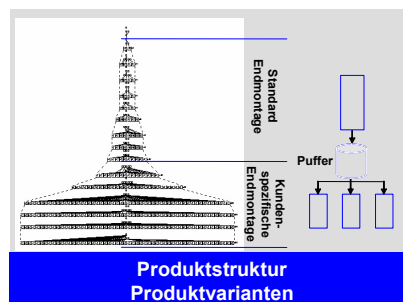 Standard
Endmontage
Puffer
Kunden-
spezifische
Endmontage
Produktstruktur
Produktvarianten